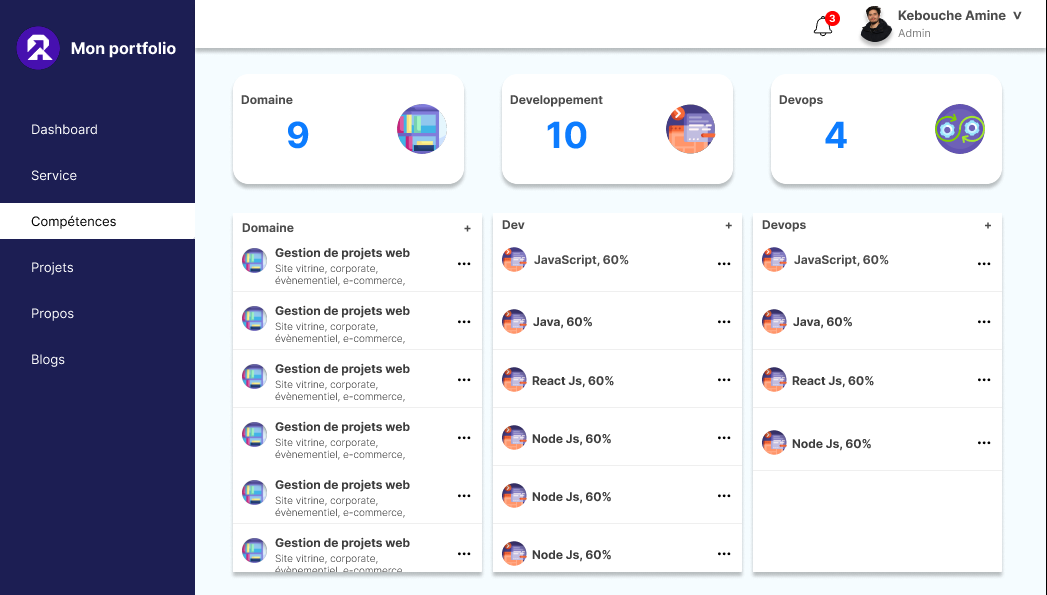 Mon portfolio
3
Kebouche Amine
Admin
Dashboard
Service
Compétences
Projets
Propos
Blogs
Domaine
9
Developpement
10
Devops
4
Domaine +
Gestion de projets web
Site vitrine, corporate,
évènementiel, e-commerce,
Gestion de projets web
Site vitrine, corporate,
évènementiel, e-commerce,
Gestion de projets web
Site vitrine, corporate,
évènementiel, e-commerce,
Gestion de projets web
Site vitrine, corporate,
évènementiel, e-commerce,
Gestion de projets web
Site vitrine, corporate,
évènementiel, e-commerce,
Gestion de projets web
Site vitrine, corporate,
évènementiel, e-commerce,
Dev +
JavaScript, 60%
Java, 60%
React Js, 60%
Node Js, 60%
Node Js, 60%
Node Js, 60%
Devops +
JavaScript, 60%
Java, 60%
React Js, 60%
Node Js, 60%